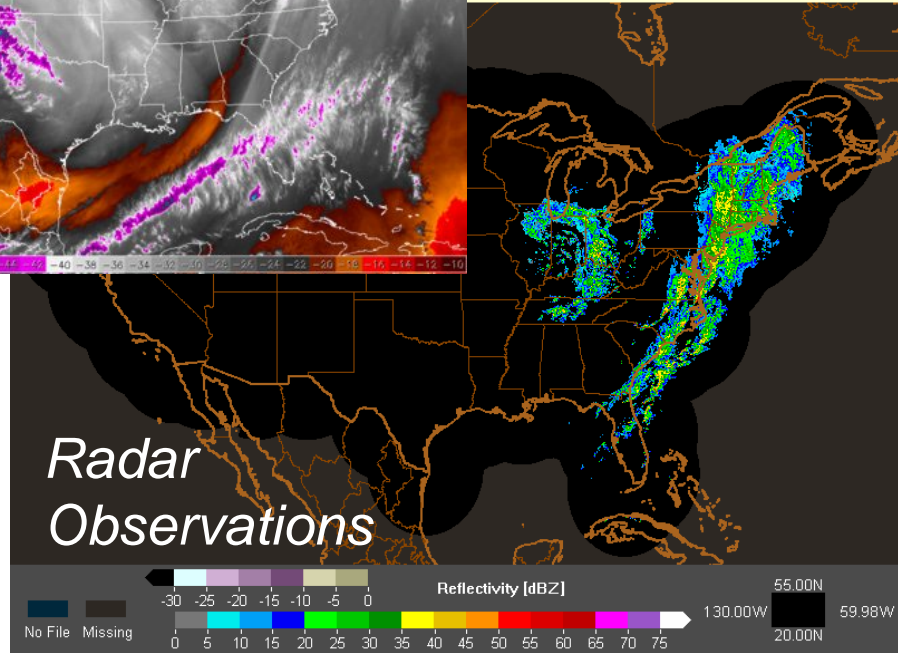 -44 -42 -40 -38 -36 -34 -32 -30 -28 -26 -24 -22 -20 -18 -16 -14 -12 -10
Radar
Observations
-30 -25 -20 -15 -10 -5 0
Reflectivity [dBZ]
55.00N
No File
Missing
130.00W
59.98W
0 5 10 15 20 25 30 35 40 45 50 55 60 65 70 75
20.00N